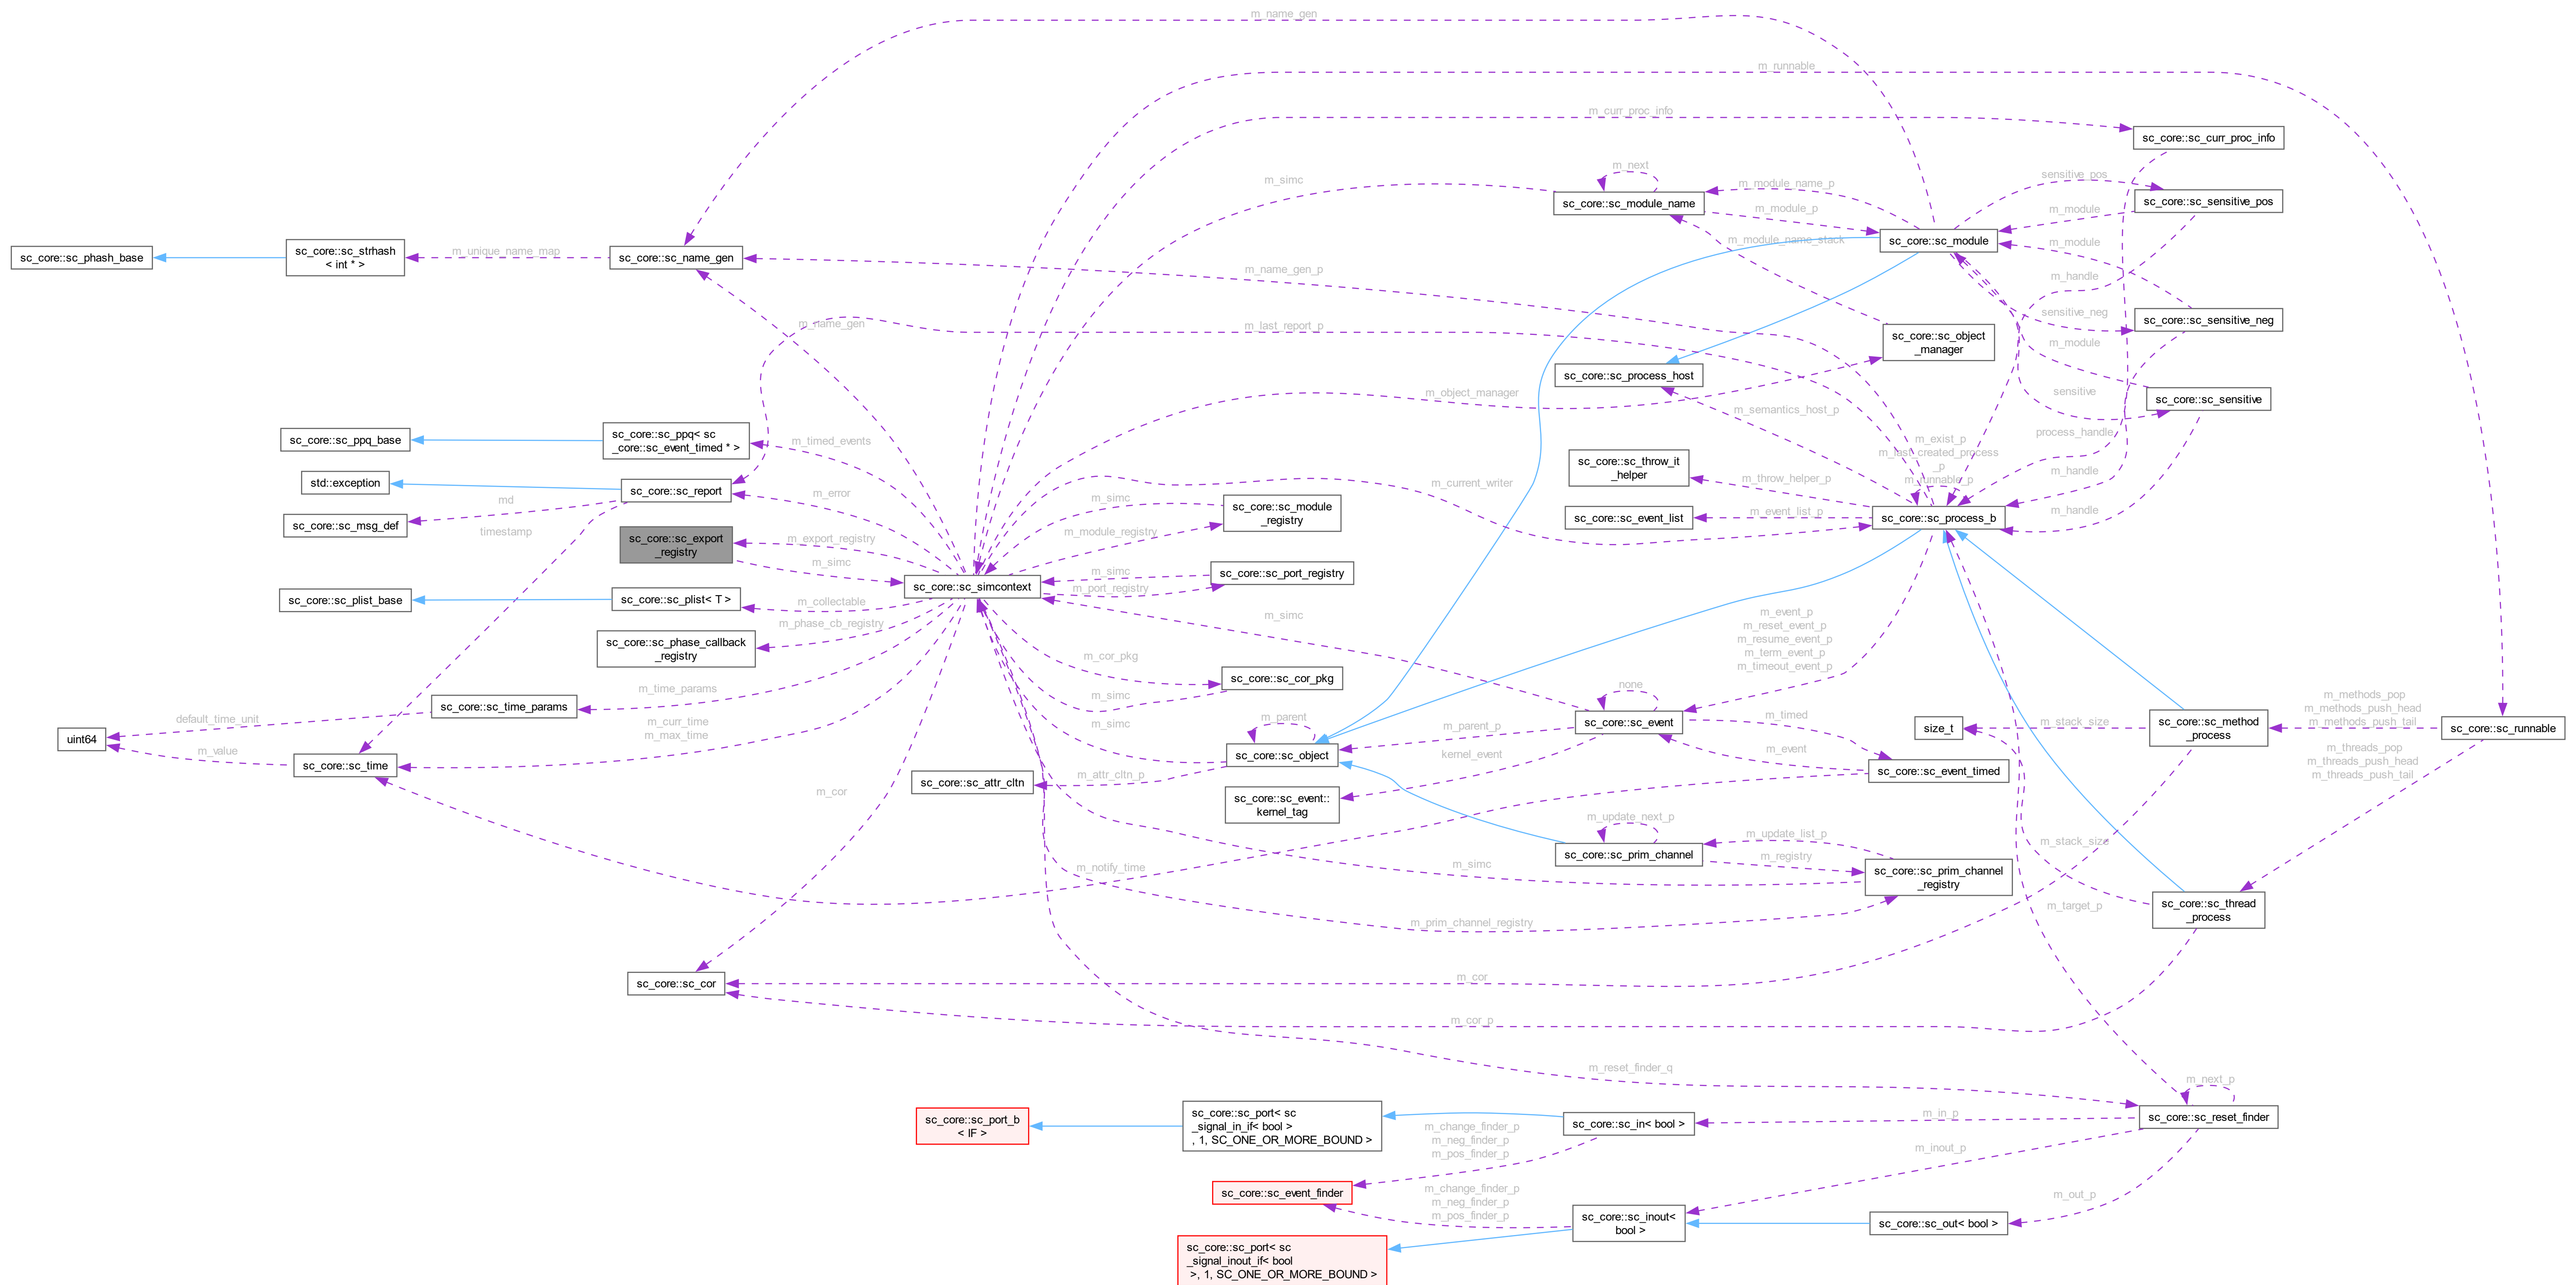 m_name_gen
m_runnable
m_curr_proc_info
sc_core::sc_curr_proc_info
m_next
m_simc
m_module_name_p
sensitive_pos
sc_core::sc_module_name
sc_core::sc_sensitive_pos
m_module_p
m_module
m_module_name_stack
sc_core::sc_module
m_module
m_unique_name_map
sc_core::sc_phash_base
sc_core::sc_strhash
< int * >
sc_core::sc_name_gen
m_name_gen_p
m_handle
m_name_gen
m_last_report_p
sensitive_neg
sc_core::sc_sensitive_neg
sc_core::sc_object
_manager
m_module
sc_core::sc_process_host
m_object_manager
sensitive
sc_core::sc_sensitive
m_semantics_host_p
sc_core::sc_ppq_base
sc_core::sc_ppq< sc
_core::sc_event_timed * >
m_timed_events
process_handle
m_exist_p
m_last_created_process
_p
m_runnable_p
sc_core::sc_throw_it
_helper
m_throw_helper_p
m_handle
std::exception
sc_core::sc_report
m_error
m_current_writer
md
m_simc
sc_core::sc_module
_registry
sc_core::sc_event_list
m_event_list_p
sc_core::sc_process_b
m_handle
sc_core::sc_msg_def
timestamp
m_module_registry
sc_core::sc_export
_registry
m_export_registry
m_simc
sc_core::sc_simcontext
m_simc
sc_core::sc_port_registry
m_port_registry
sc_core::sc_plist_base
sc_core::sc_plist< T >
m_collectable
m_phase_cb_registry
m_simc
m_event_p
m_reset_event_p
m_resume_event_p
m_term_event_p
m_timeout_event_p
sc_core::sc_phase_callback
_registry
m_cor_pkg
sc_core::sc_cor_pkg
m_time_params
m_simc
none
sc_core::sc_time_params
default_time_unit
m_curr_time
m_max_time
m_simc
m_parent
m_parent_p
sc_core::sc_event
m_timed
size_t
m_stack_size
sc_core::sc_method
_process
m_methods_pop
m_methods_push_head
m_methods_push_tail
sc_core::sc_runnable
uint64
m_value
sc_core::sc_time
sc_core::sc_object
kernel_event
m_event
sc_core::sc_event_timed
m_threads_pop
m_threads_push_head
m_threads_push_tail
sc_core::sc_attr_cltn
m_attr_cltn_p
m_cor
sc_core::sc_event::
kernel_tag
m_update_next_p
m_update_list_p
m_stack_size
sc_core::sc_prim_channel
m_registry
m_notify_time
m_simc
sc_core::sc_prim_channel
_registry
m_target_p
sc_core::sc_thread
_process
m_prim_channel_registry
sc_core::sc_cor
m_cor
m_cor_p
m_reset_finder_q
m_next_p
sc_core::sc_port_b
< IF >
sc_core::sc_port< sc
_signal_in_if< bool >
, 1, SC_ONE_OR_MORE_BOUND >
sc_core::sc_in< bool >
m_in_p
sc_core::sc_reset_finder
m_change_finder_p
m_neg_finder_p
m_pos_finder_p
m_inout_p
sc_core::sc_event_finder
m_change_finder_p
m_neg_finder_p
m_pos_finder_p
m_out_p
sc_core::sc_inout<
bool >
sc_core::sc_out< bool >
sc_core::sc_port< sc
_signal_inout_if< bool
>, 1, SC_ONE_OR_MORE_BOUND >